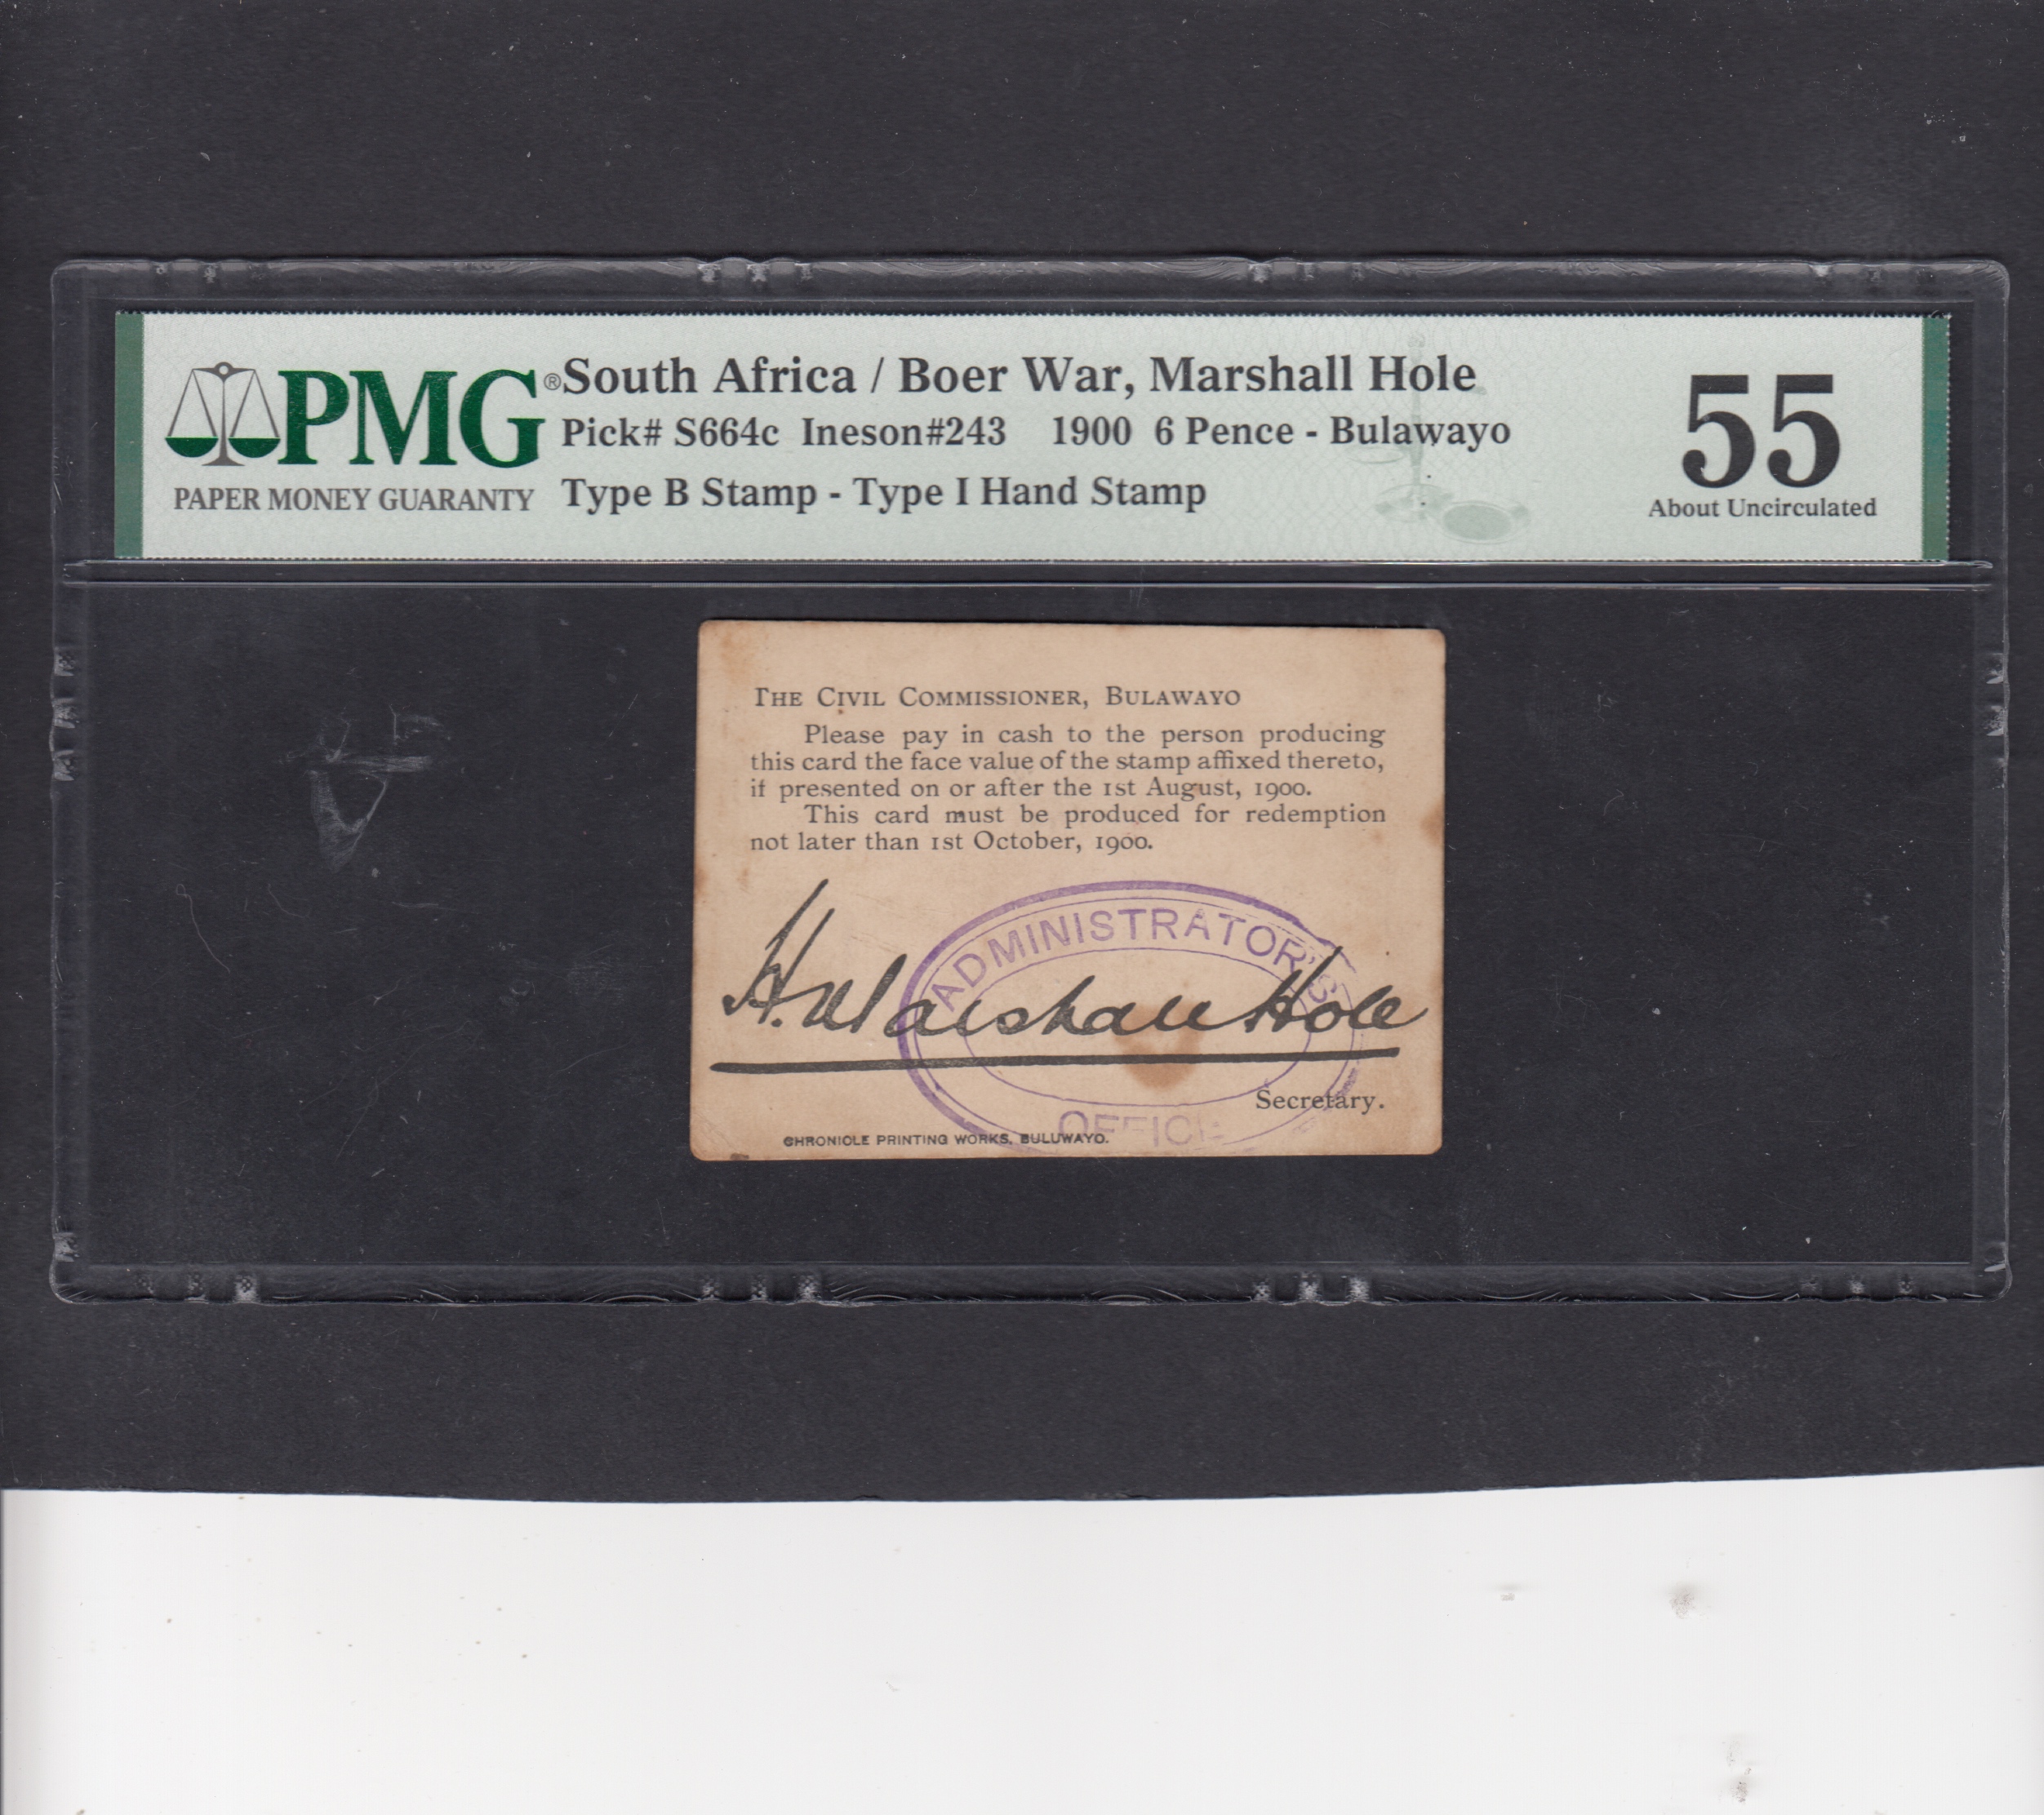 PMG®
PAPER MONEY GUARANTY
South Africa / Boer War, Marshall Hole
Pick# S664c Ineson#243 1900 6 Pence - Bulawayo
Type B Stamp - Type I Hand Stamp
55
About Uncirculated
THE CIVIL COMMISSIONER, BULAWAYO
Please pay in cash to the person producing
this card the face value of the stamp affixed thereto,
if presented on or after the 1st August, 1900.
This card must be produced for redemption
not later than 1st October, 1900.
ADMINISTRATOR'S
H. Marshall Hole
Secretary.
OFFICE
CHRONICLE PRINTING WORKS, BULUWAYO.